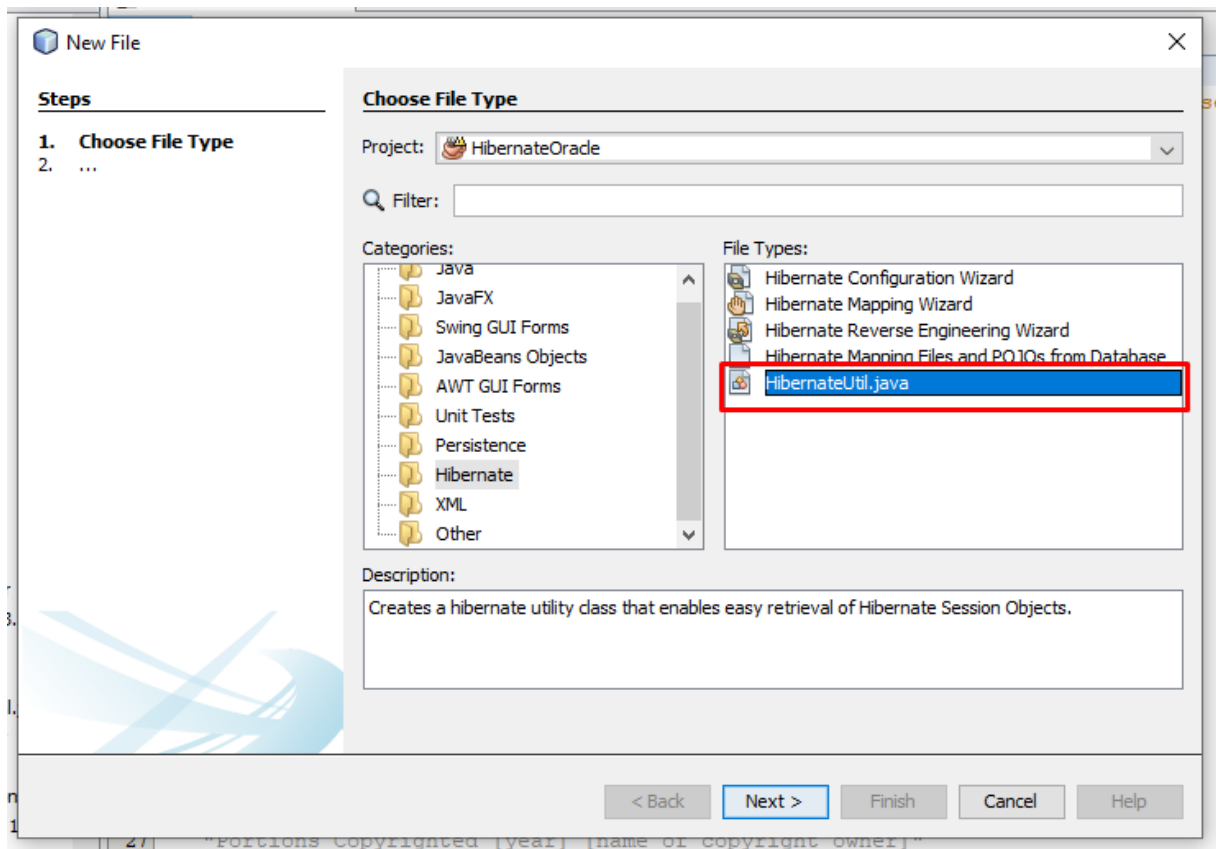 New File
Steps
1. Choose File Type
2. ...
Choose File Type
Project: HibernateOracle
Filter:
Categories:
Java
JavaFX
Swing GUI Forms
JavaBeans Objects
AWT GUI Forms
Unit Tests
Persistence
Hibernate
XML
Other
File Types:
Hibernate Configuration Wizard
Hibernate Mapping Wizard
Hibernate Reverse Engineering Wizard
Hibernate Mapping Files and POJOs from Database
HibernateUtil.java
Description:
Creates a hibernate utility class that enables easy retrieval of Hibernate Session Objects.
< Back Next > Finish Cancel Help
27 "Portions Copyrighted [year] [name of copyright owner]"